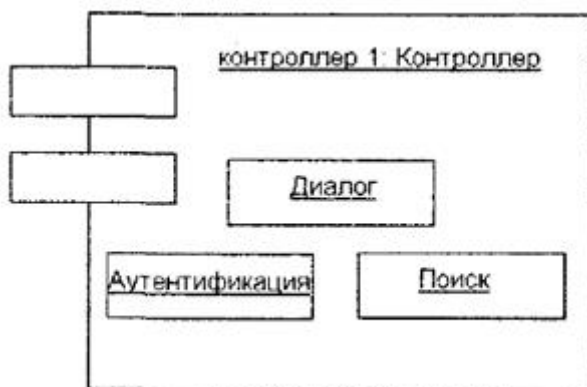 контроллер 1: Контроллер
Диалог
Аутентификация
Поиск